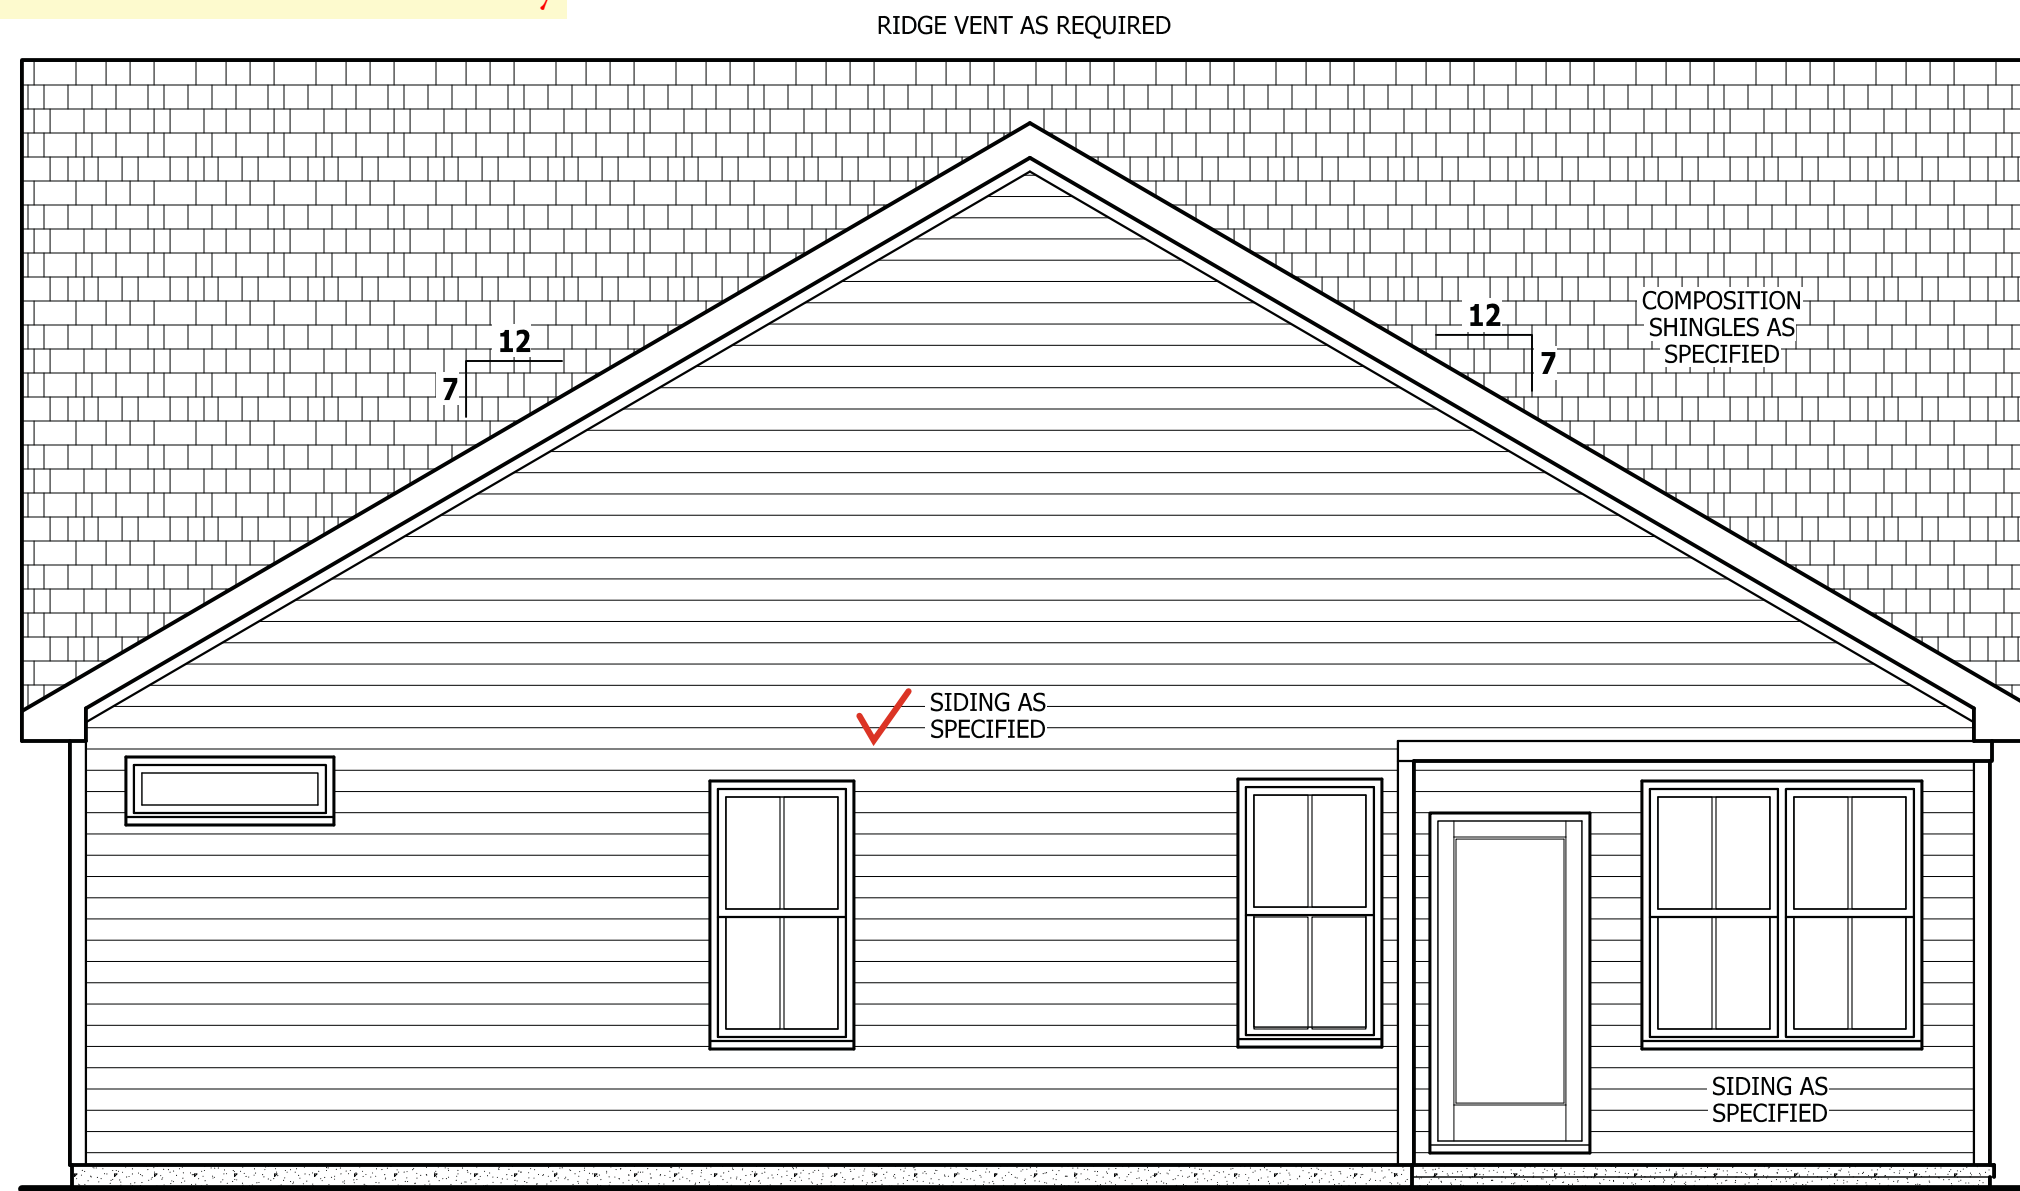 RIDGE VENT AS REQUIRED
12
7
12
7
COMPOSITION
SHINGLES AS
SPECIFIED
SIDING AS
SPECIFIED
SIDING AS
SPECIFIED